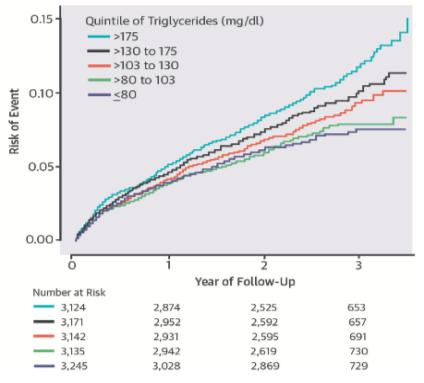 Quintile of Triglycerides (mg/dl)
>175
>130 to 175
>103 to 130
>80 to 103
≤80
Risk of Event
0.15
0.10
0.05
0.00
0 1 2 3
Year of Follow-Up
Number at Risk
3,124 2,874 2,525 653
3,171 2,952 2,592 657
3,142 2,931 2,595 691
3,135 2,942 2,619 730
3,245 3,028 2,869 729